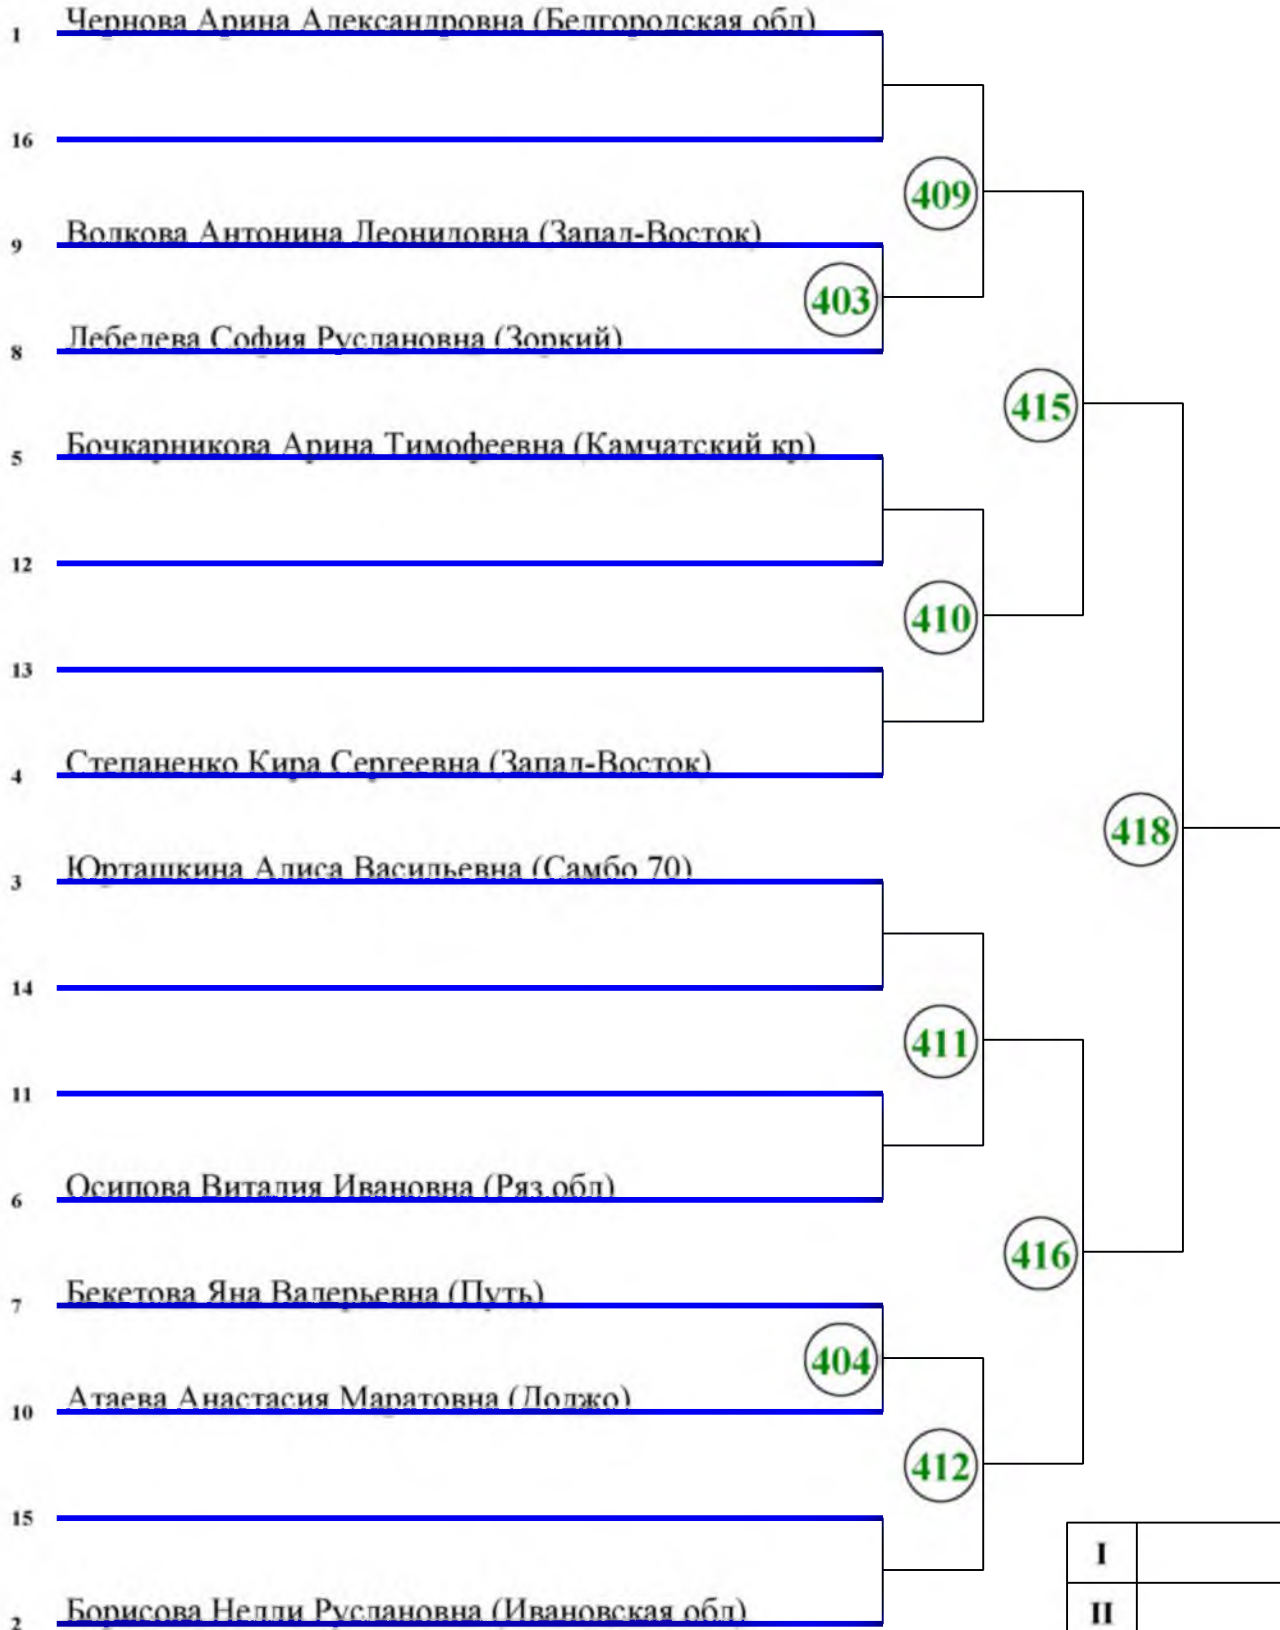 Чернова Арина Александровна (Белгородская обл)
1
16
409
Волкова Антонина Леонидовна (Запад-Восток)
9
403
Лебедева София Руслановна (Зоркий)
8
415
Бочкарникова Арина Тимофеевна (Камчатский кр)
5
12
410
13
Степаненко Кира Сергеевна (Запад-Восток)
4
418
Юрташкина Алиса Васильевна (Самбо 70)
3
14
411
11
Осипова Виталия Ивановна (Ряз.обл)
6
416
Бекетова Яна Валерьевна (Путь)
7
404
Атаева Анастасия Маратовна (Доджо)
10
412
15
I
Борисова Нелли Руслановна (Ивановская обл)
2
II